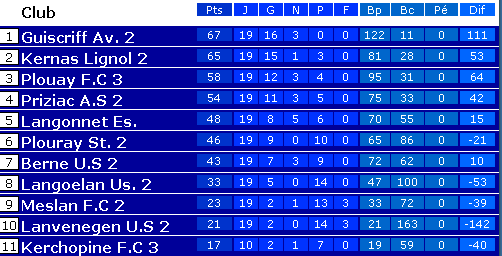 Club Pts J G N P F Bp Bc Pé Dif
1 Guiscriff Av. 2 67 19 16 3 0 0 122 11 0 111
2 Kernas Lignol 2 65 19 15 1 3 0 81 28 0 53
3 Plouay F.C 3 58 19 12 3 4 0 95 31 0 64
4 Priziac A.S 2 54 19 11 3 5 0 75 33 0 42
5 Langonnet Es. 48 19 8 5 6 0 70 55 0 15
6 Plouray St. 2 46 19 9 0 10 0 65 86 0 -21
7 Berne U.S 2 43 19 7 3 9 0 72 62 0 10
8 Langoelan Us. 2 33 19 5 0 14 0 47 100 0 -53
9 Meslan F.C 2 23 19 2 1 13 3 33 72 0 -39
10 Lanvenegen U.S 2 21 19 2 0 14 3 21 163 0 -142
11 Kerchopine F.C 3 17 10 2 1 7 0 19 59 0 -40